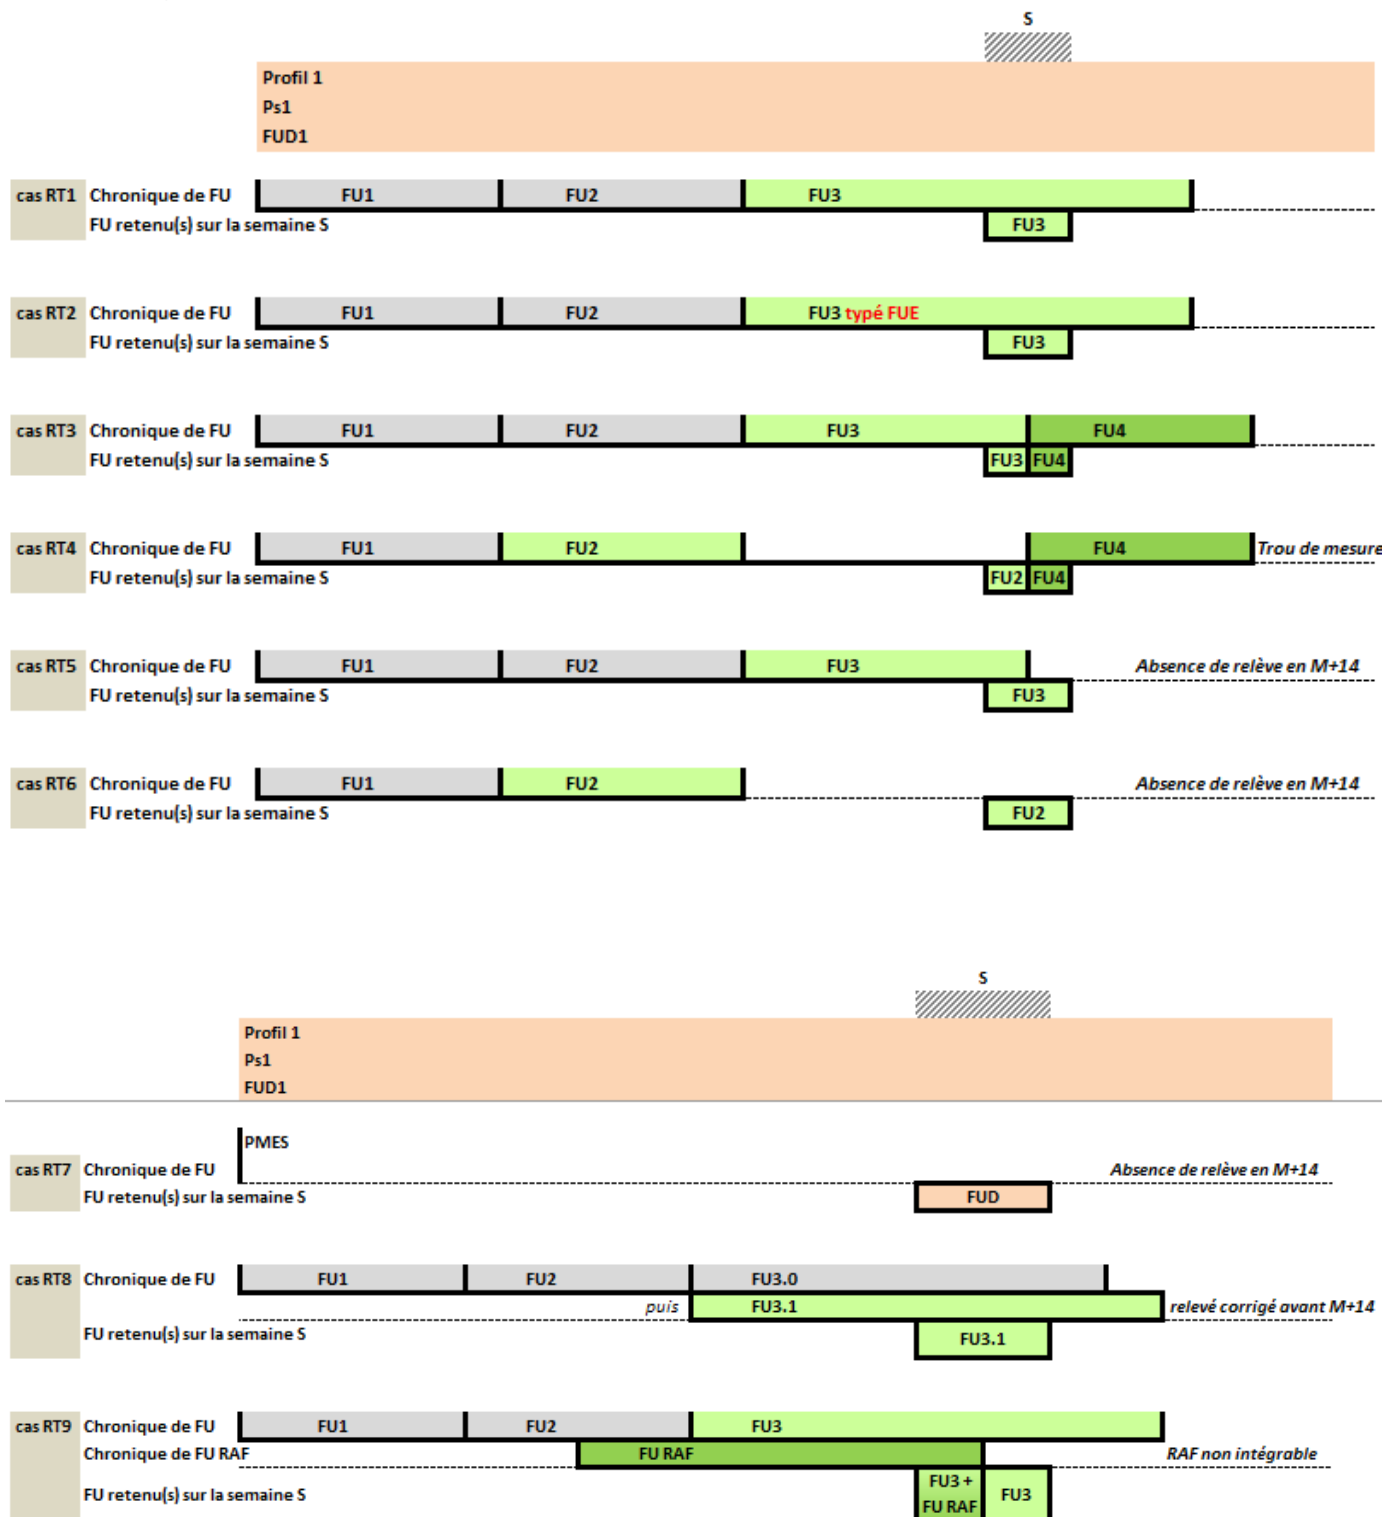 S
Profil 1
Ps1
FUD1
cas RT1 Chronique de FU FU1 FU2 FU3
FU retenu(s) sur la semaine S FU3
cas RT2 Chronique de FU FU1 FU2 FU3 typé FUE
FU retenu(s) sur la semaine S FU3
cas RT3 Chronique de FU FU1 FU2 FU3 FU4
FU retenu(s) sur la semaine S FU3 FU4
cas RT4 Chronique de FU FU1 FU2 FU4 Trou de mesure
FU retenu(s) sur la semaine S FU2 FU4
cas RT5 Chronique de FU FU1 FU2 FU3 Absence de relève en M+14
FU retenu(s) sur la semaine S FU3
cas RT6 Chronique de FU FU1 FU2 Absence de relève en M+14
FU retenu(s) sur la semaine S FU2
S
Profil 1
Ps1
FUD1
PMES
cas RT7 Chronique de FU Absence de relève en M+14
FU retenu(s) sur la semaine S FUD
cas RT8 Chronique de FU FU1 FU2 FU3.0
puis FU3.1 relevé corrigé avant M+14
FU retenu(s) sur la semaine S FU3.1
cas RT9 Chronique de FU FU1 FU2 FU3
Chronique de FU RAF FU RAF RAF non intégrable
FU retenu(s) sur la semaine S FU3 + FU RAF FU3